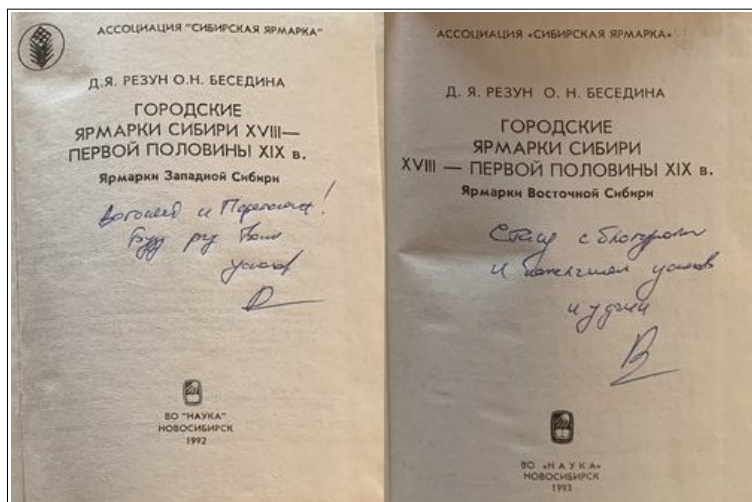 АССОЦИАЦИЯ "СИБИРСКАЯ ЯРМАРКА"
Д.Я. РЕЗУН О.Н. БЕСЕДИНА
ГОРОДСКИЕ
ЯРМАРКИ СИБИРИ XVIII—
ПЕРВОЙ ПОЛОВИНЫ XIX в.
Ярмарки Западной Сибири
и
ВО "НАУКА"
НОВОСИБИРСК
1992
АССОЦИАЦИЯ «СИБИРСКАЯ ЯРМАРКА»
Д. Я. РЕЗУН О. Н. БЕСЕДИНА
ГОРОДСКИЕ
ЯРМАРКИ СИБИРИ
XVIII — ПЕРВОЙ ПОЛОВИНЫ XIX в.
Ярмарки Восточной Сибири
с
и успехов
и удачи
ВО «НАУКА»
НОВОСИБИРСК
1993